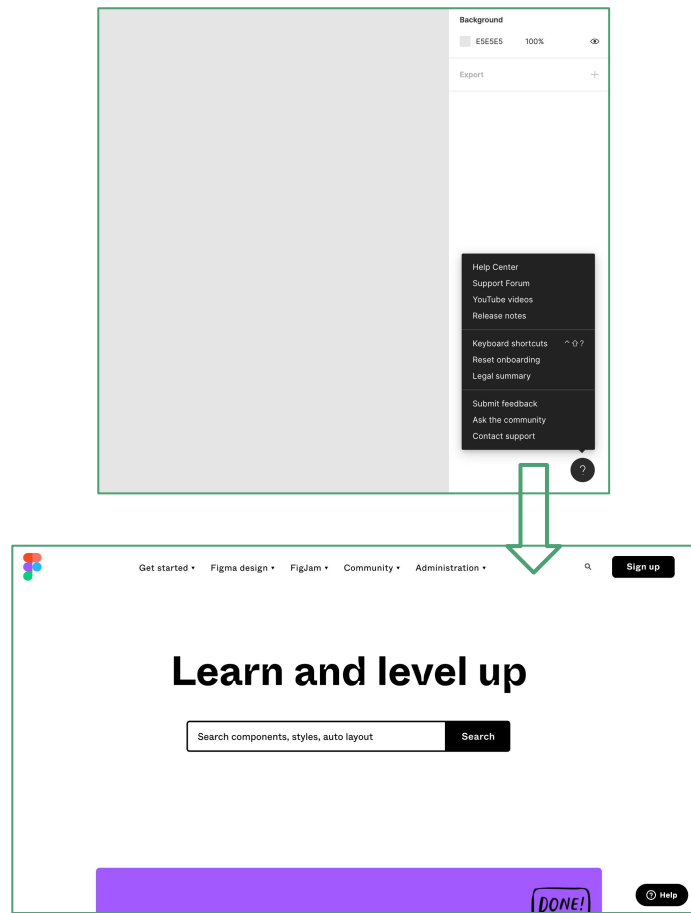 Background
E5E5E5 100%
Export
Help Center
Support Forum
YouTube videos
Release notes
Keyboard shortcuts ^⇧?
Reset onboarding
Legal summary
Submit feedback
Ask the community
Contact support
?
Get started ▾ Figma design ▾ FigJam ▾ Community ▾ Administration ▾ Sign up
Learn and level up
Search components, styles, auto layout Search
DONE!
? Help